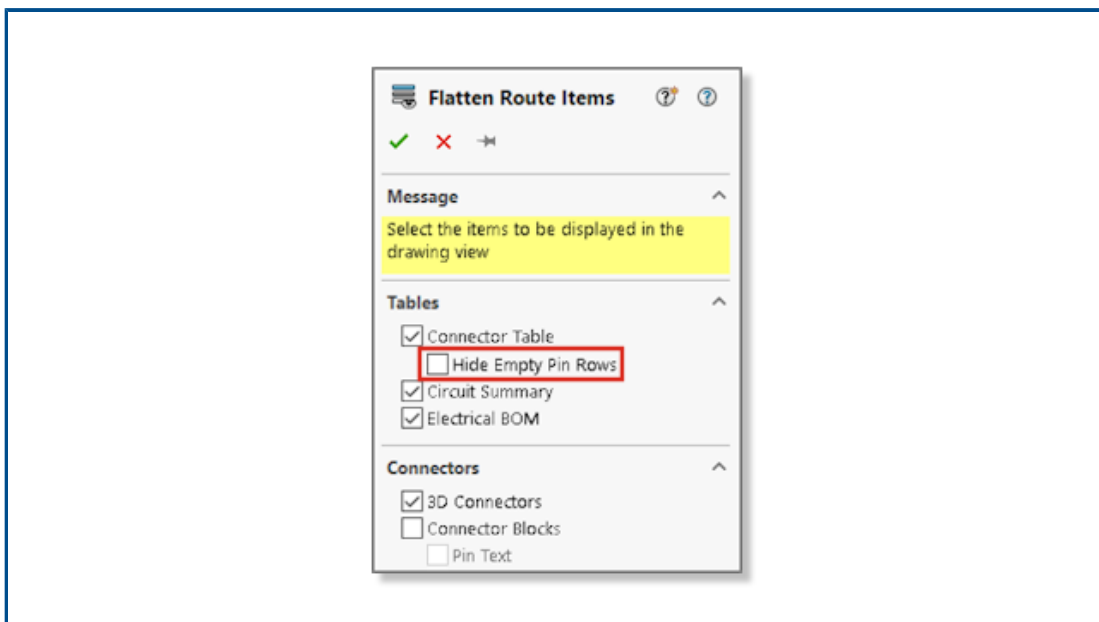 Flatten Route Items
Message
Select the items to be displayed in the
drawing view
Tables
Connector Table
Hide Empty Pin Rows
Circuit Summary
Electrical BOM
Connectors
3D Connectors
Connector Blocks
Pin Text